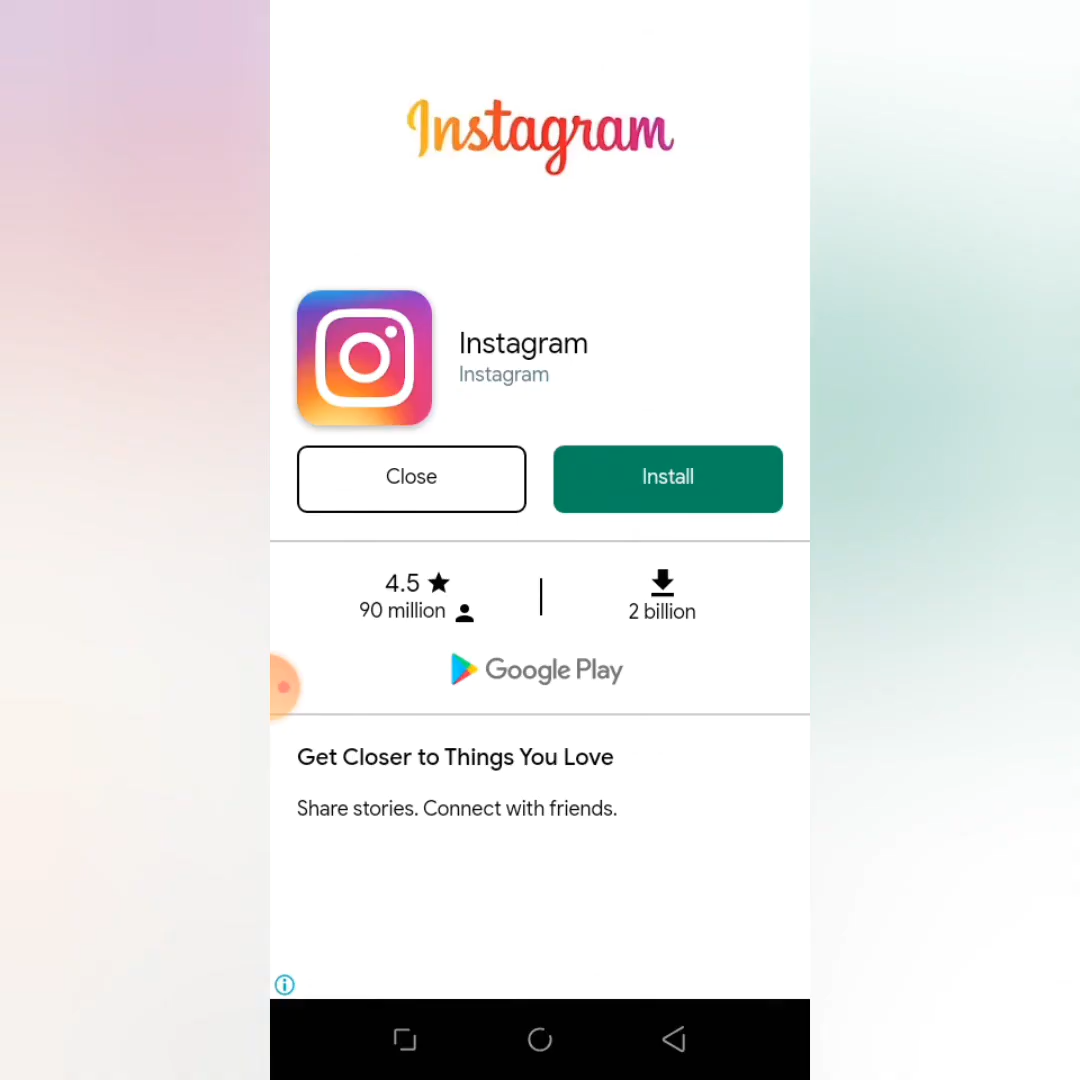 Instagram
Instagram
Instagram
Close
Install
4.5
90 million
2 billion
Google Play
Get Closer to Things You Love
Share stories. Connect with friends.